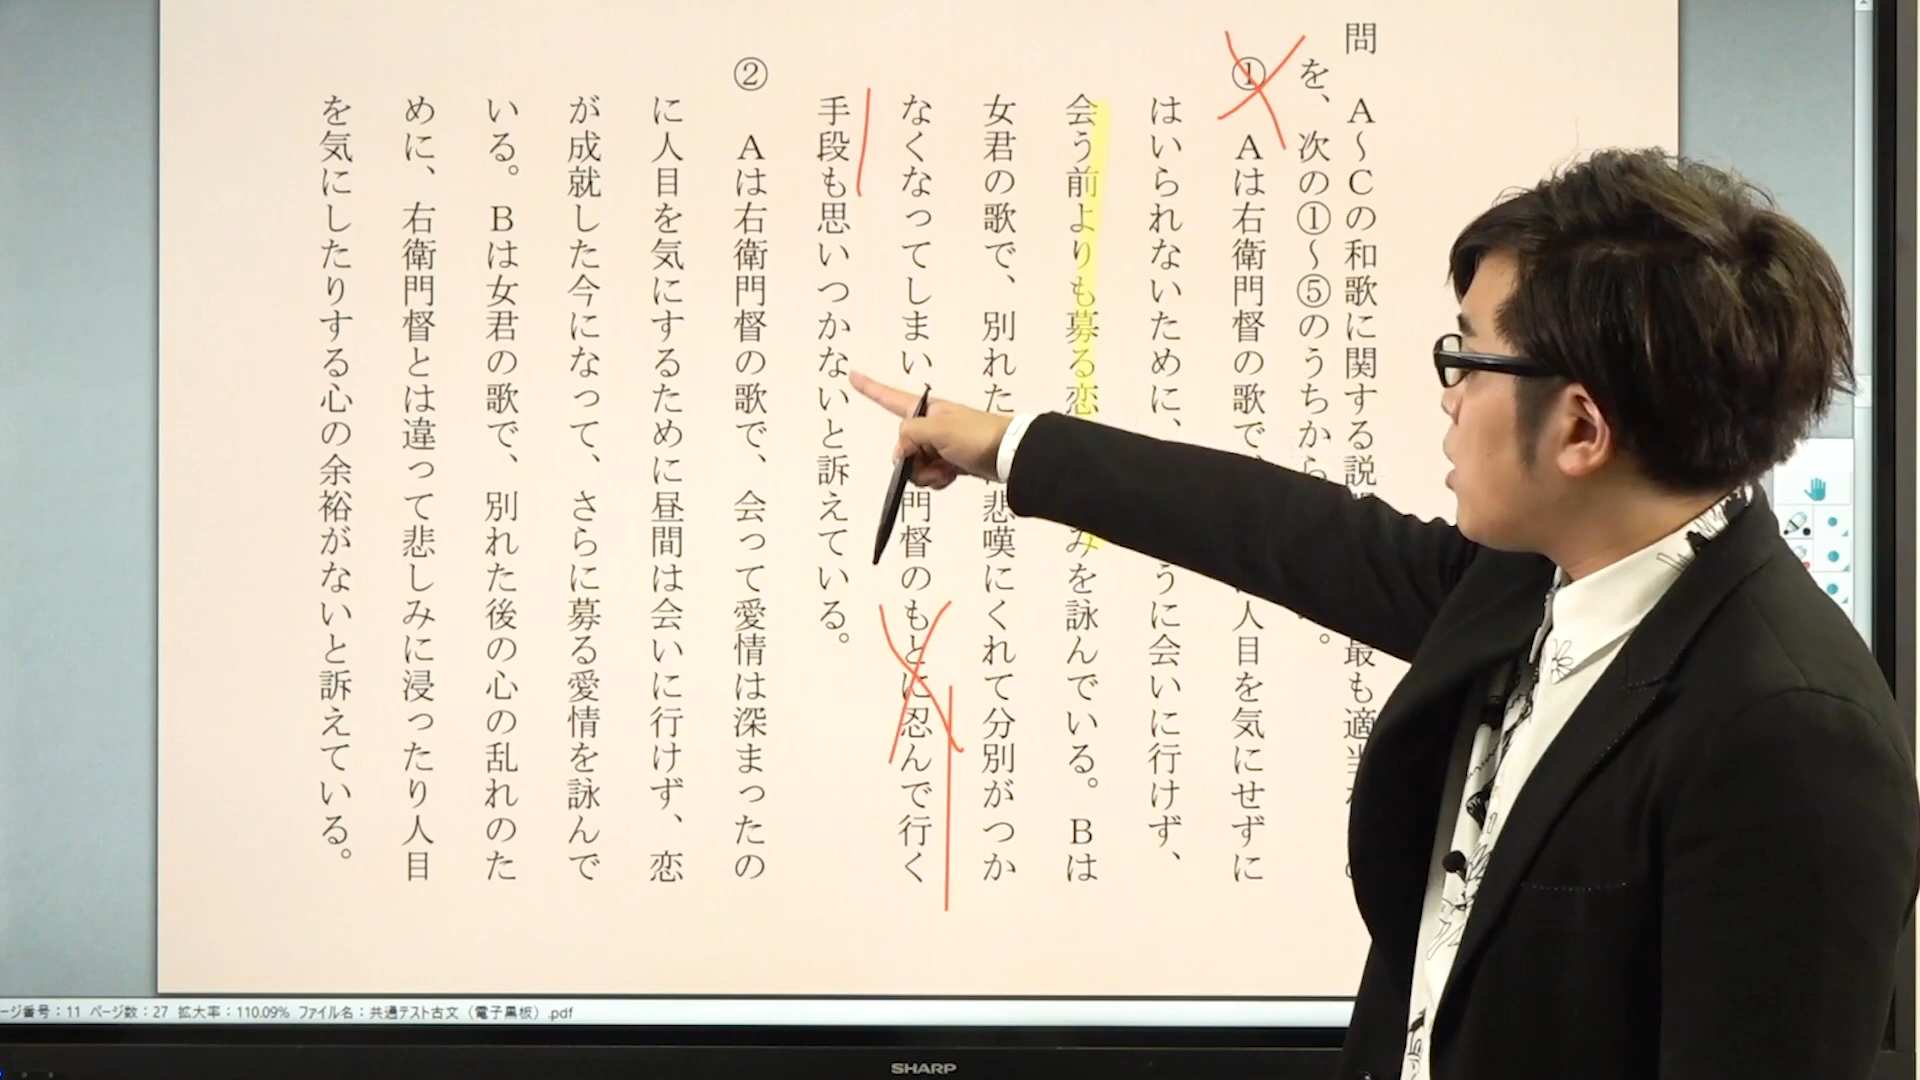 問 A～Cの和歌に関する説 最も適当
を、次の①～⑤のうちから 。
① Aは右衛門督の歌で、 人目を気にせずに
はいられないために、 うに会いに行けず、
会う前よりも募る恋 みを詠んでいる。Bは
女君の歌で、別れた 悲嘆にくれて分別がつか
なくなってしまい、 門督のもとに忍んで行く
手段も思いつかないと訴えている。
② Aは右衛門督の歌で、会って愛情は深まったの
に人目を気にするために昼間は会いに行けず、恋
が成就した今になって、さらに募る愛情を詠んで
いる。Bは女君の歌で、別れた後の心の乱れのた
めに、右衛門督とは違って悲しみに浸ったり人目
を気にしたりする心の余裕がないと訴えている。
ージ番号：11 ページ数：27 拡大率：110.09% ファイル名：共通テスト古文（電子黒板）.pdf
SHARP